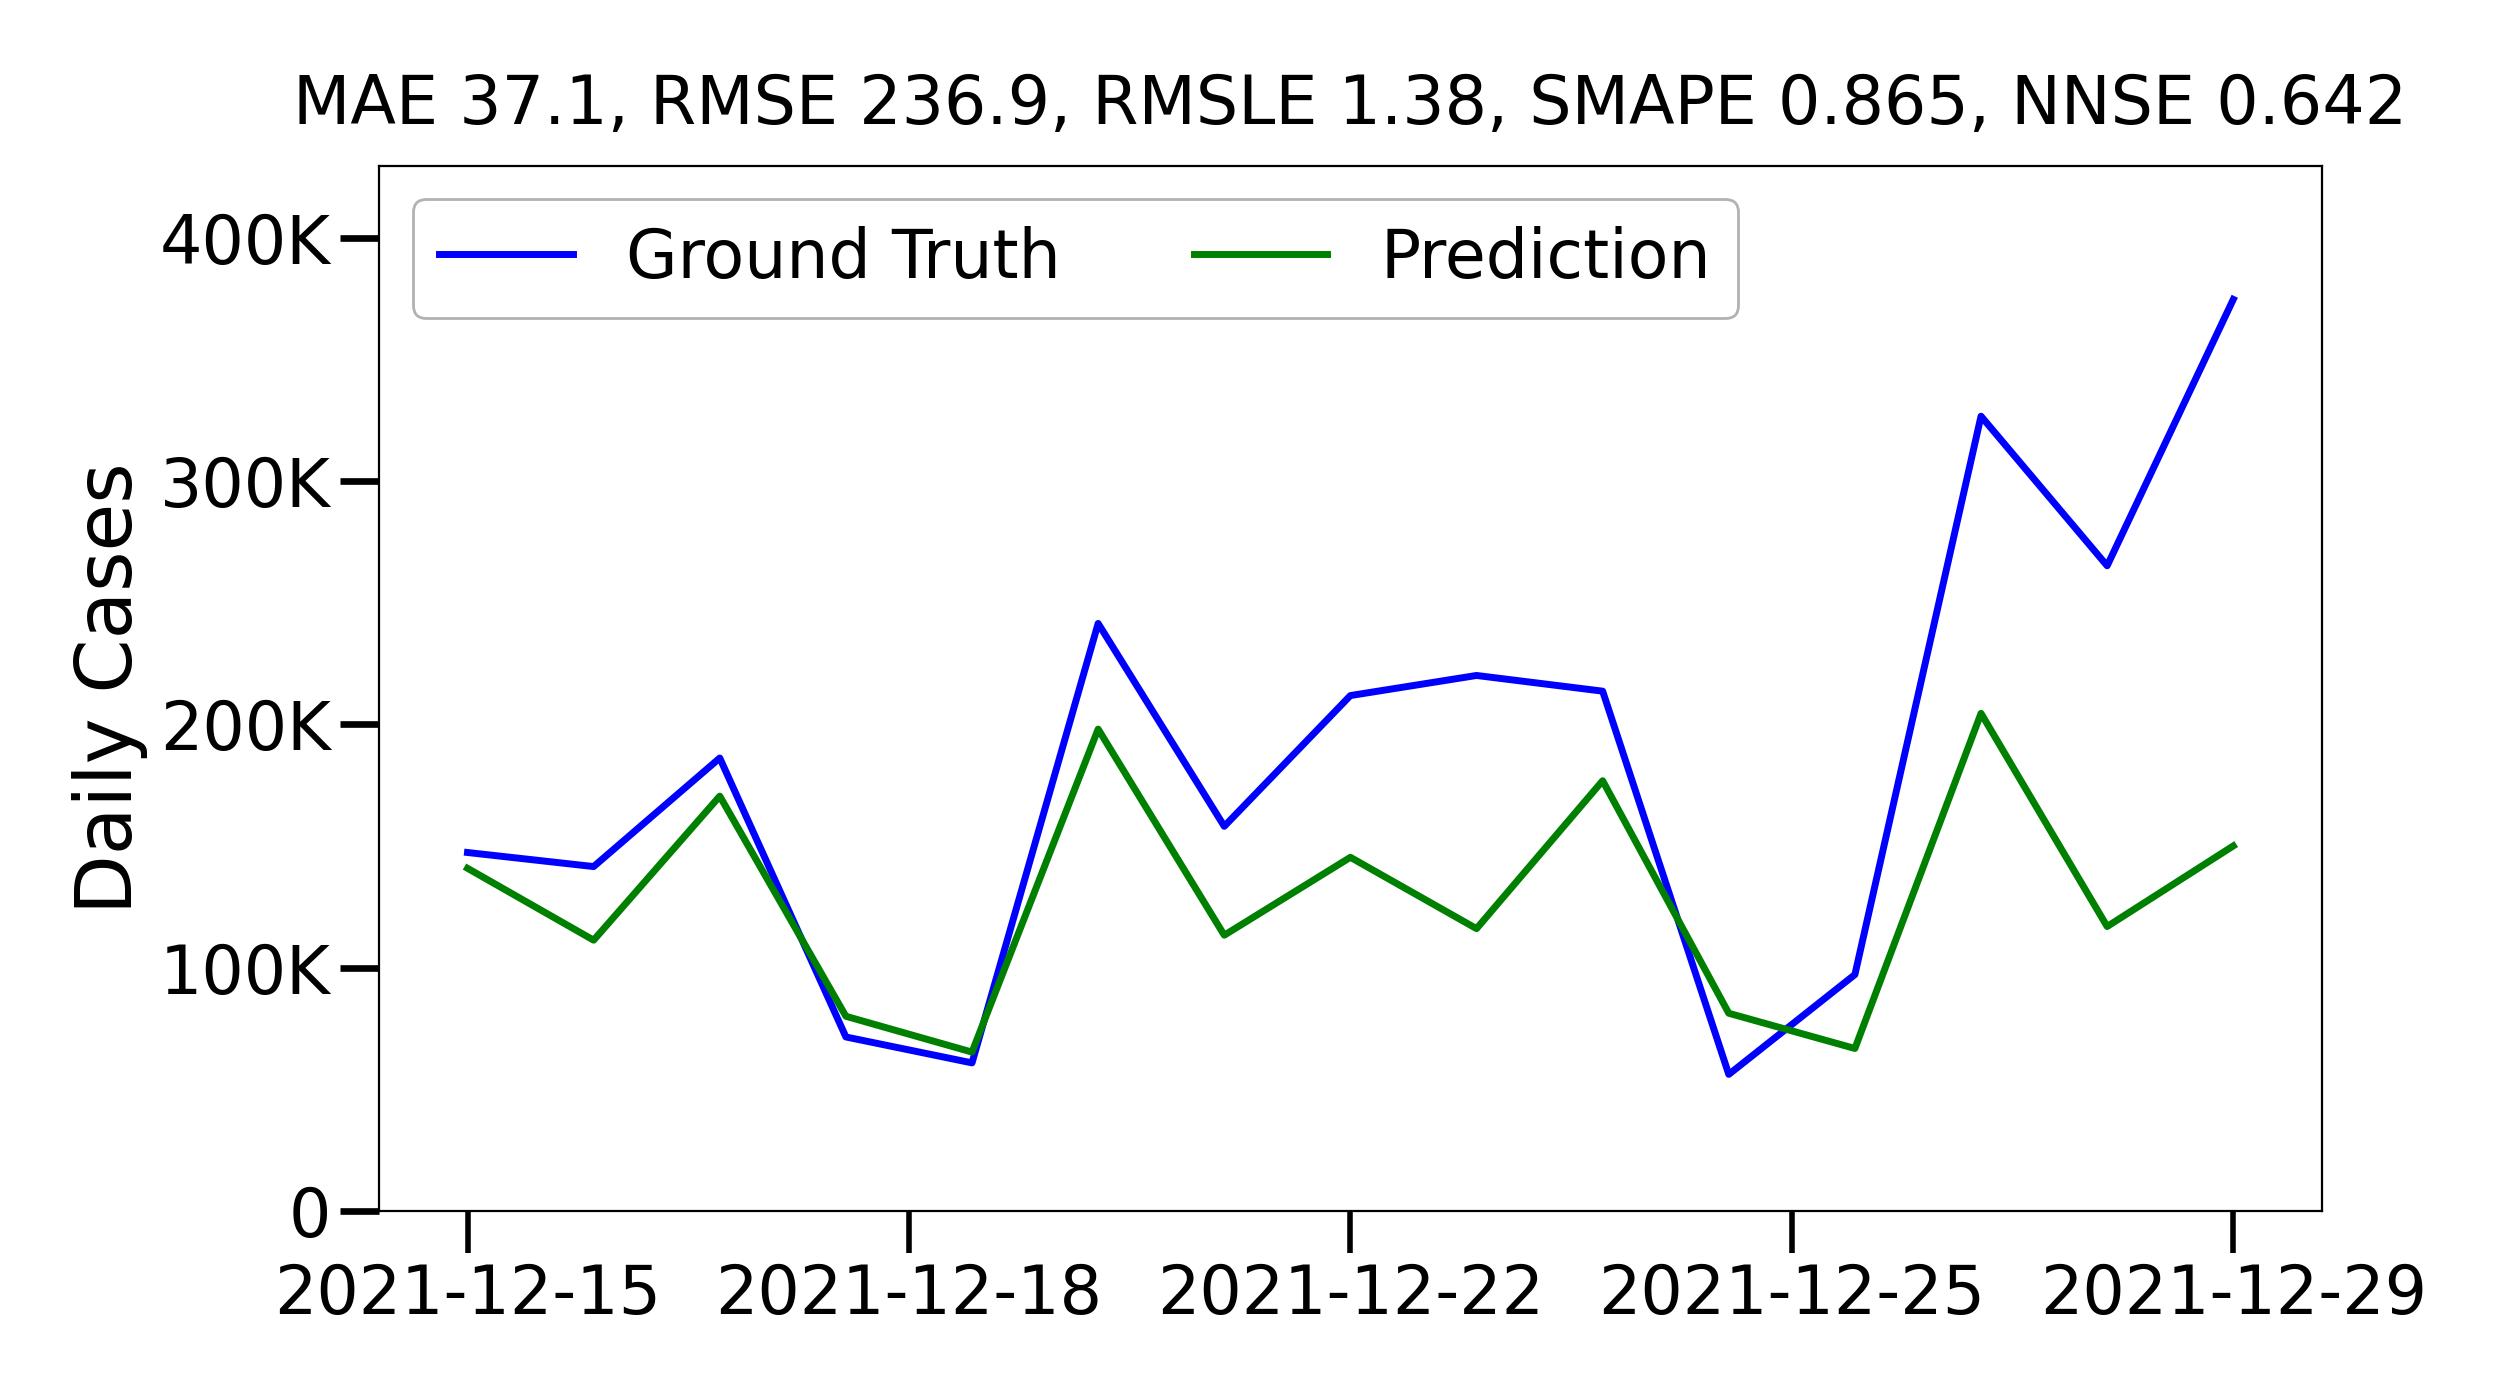 MAE 37.1, RMSE 236.9, RMSLE 1.38, SMAPE 0.865, NNSE 0.642
Ground Truth Prediction
Daily Cases
400K
300K
200K
100K
0
2021-12-15 2021-12-18 2021-12-22 2021-12-25 2021-12-29